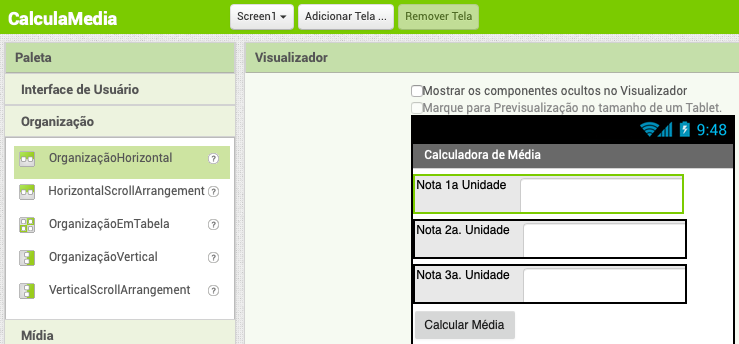 CalculaMedia
Screen1
Adicionar Tela ...
Remover Tela
Paleta
Interface de Usuário
Organização
OrganizaçãoHorizontal ?
HorizontalScrollArrangement ?
OrganizaçãoEmTabela ?
OrganizaçãoVertical ?
VerticalScrollArrangement ?
Mídia
Visualizador
Mostrar os componentes ocultos no Visualizador
Marque para Previsualização no tamanho de um Tablet.
9:48
Calculadora de Média
Nota 1a Unidade
Nota 2a. Unidade
Nota 3a. Unidade
Calcular Média